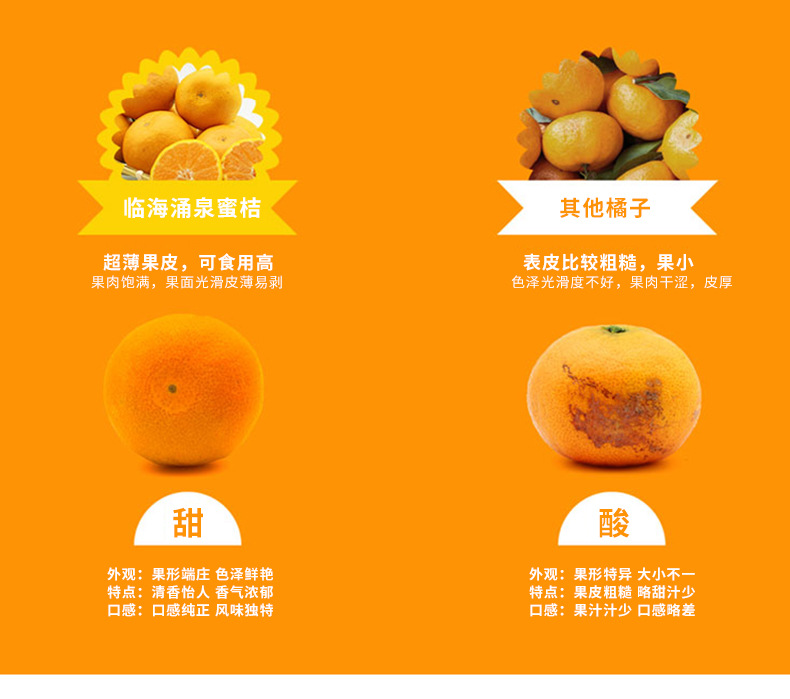 临海涌泉蜜桔
超薄果皮，可食用高
果肉饱满，果面光滑皮薄易剥
甜
外观：果形端庄 色泽鲜艳
特点：清香怡人 香气浓郁
口感：口感纯正 风味独特
其他橘子
表皮比较粗糙，果小
色泽光滑度不好，果肉干涩，皮厚
酸
外观：果形特异 大小不一
特点：果皮粗糙 略甜汁少
口感：果汁汁少 口感略差